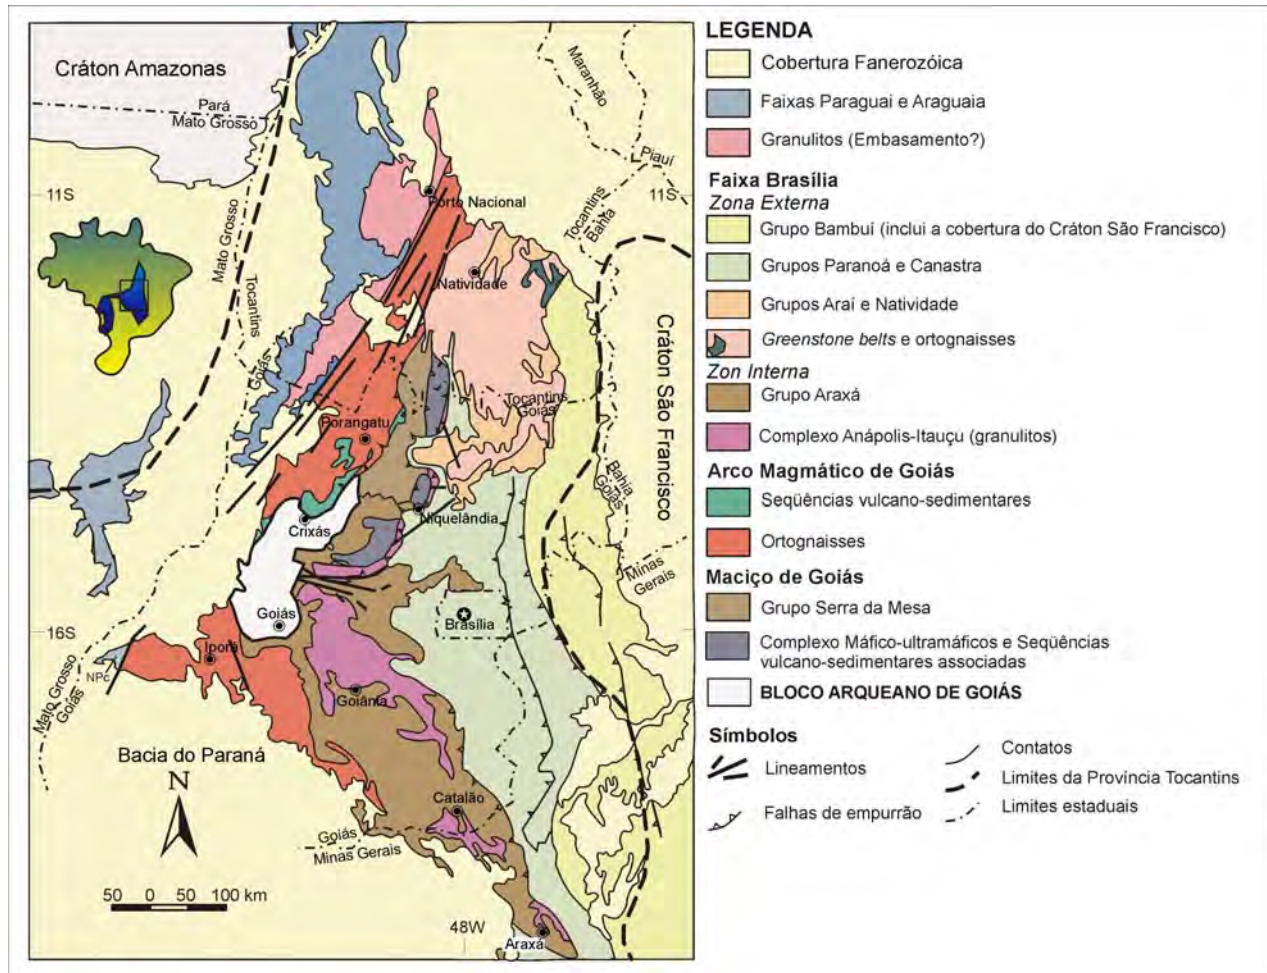 Cráton Amazonas
Pará
Mato Grosso
Maranhão
Piauí
11S
11S
Porto Nacional
Tocantins
Bahia
Mato Grosso
Tocantins
Natividade
Goiás
Cráton São Francisco
Tocantins
Goiás
Porangatu
Bahia
Goiás
Crixás
Niquelândia
Minas
Gerais
Goiás
Brasília
16S
Iporá
NPc
Mato Grosso
Goiás
Goiânia
Bacia do Paraná
N
Catalão
Goiás
Minas Gerais
50 0 50 100 km
48W
Araxá
LEGENDA
Cobertura Fanerozóica
Faixas Paraguai e Araguaia
Granulitos (Embasamento?)
Faixa Brasília
Zona Externa
Grupo Bambuí (inclui a cobertura do Cráton São Francisco)
Grupos Paranoá e Canastra
Grupos Araí e Natividade
Greenstone belts e ortognaisses
Zon Interna
Grupo Araxá
Complexo Anápolis-Itauçu (granulitos)
Arco Magmático de Goiás
Seqüências vulcano-sedimentares
Ortognaisses
Maciço de Goiás
Grupo Serra da Mesa
Complexo Máfico-ultramáficos e Seqüências
vulcano-sedimentares associadas
BLOCO ARQUEANO DE GOIÁS
Símbolos
Lineamentos
Falhas de empurrão
Contatos
Limites da Província Tocantins
Limites estaduais